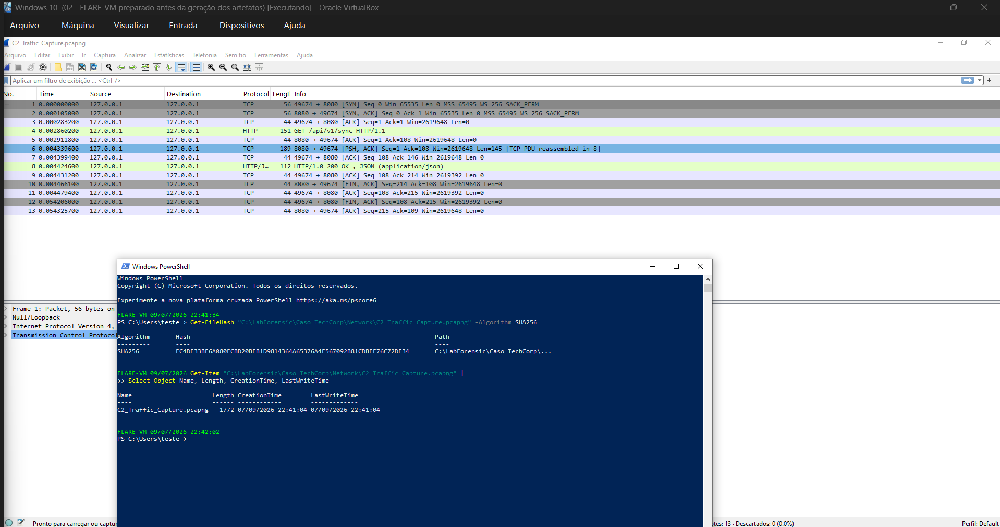 Windows 10 (02 - FLARE-VM preparado antes da geração dos artefatos) [Executando] - Oracle VirtualBox
Arquivo Máquina Visualizar Entrada Dispositivos Ajuda
C2_Traffic_Capture.pcapng
Arquivo Editar Exibir Ir Captura Analizar Estatísticas Telefonia Sem fio Ferramentas Ajuda
Aplicar um filtro de exibição ... <Ctrl-/>
No. Time Source Destination Protocol Lengtl Info
1 0.000000000 127.0.0.1 127.0.0.1 TCP 56 49674 → 8080 [SYN] Seq=0 Win=65535 Len=0 MSS=65495 WS=256 SACK_PERM
2 0.000105000 127.0.0.1 127.0.0.1 TCP 56 8080 → 49674 [SYN, ACK] Seq=0 Ack=1 Win=65535 Len=0 MSS=65495 WS=256 SACK_PERM
3 0.000283200 127.0.0.1 127.0.0.1 TCP 44 49674 → 8080 [ACK] Seq=1 Ack=1 Win=2619648 Len=0
4 0.002860200 127.0.0.1 127.0.0.1 HTTP 151 GET /api/v1/sync HTTP/1.1
5 0.002911800 127.0.0.1 127.0.0.1 TCP 44 8080 → 49674 [ACK] Seq=1 Ack=108 Win=2619648 Len=0
6 0.004339600 127.0.0.1 127.0.0.1 TCP 189 8080 → 49674 [PSH, ACK] Seq=1 Ack=108 Win=2619648 Len=145 [TCP PDU reassembled in 8]
7 0.004399400 127.0.0.1 127.0.0.1 TCP 44 49674 → 8080 [ACK] Seq=108 Ack=146 Win=2619648 Len=0
8 0.004424600 127.0.0.1 127.0.0.1 HTTP/J… 112 HTTP/1.0 200 OK , JSON (application/json)
9 0.004431200 127.0.0.1 127.0.0.1 TCP 44 49674 → 8080 [ACK] Seq=108 Ack=214 Win=2619392 Len=0
10 0.004466100 127.0.0.1 127.0.0.1 TCP 44 8080 → 49674 [FIN, ACK] Seq=214 Ack=108 Win=2619648 Len=0
11 0.004479400 127.0.0.1 127.0.0.1 TCP 44 49674 → 8080 [ACK] Seq=108 Ack=215 Win=2619392 Len=0
12 0.054206000 127.0.0.1 127.0.0.1 TCP 44 49674 → 8080 [FIN, ACK] Seq=108 Ack=215 Win=2619392 Len=0
13 0.054325700 127.0.0.1 127.0.0.1 TCP 44 8080 → 49674 [ACK] Seq=215 Ack=109 Win=2619648 Len=0
Frame 1: Packet, 56 bytes on
Null/Loopback
Internet Protocol Version 4,
Transmission Control Protocol
Windows PowerShell
Windows PowerShell
Copyright (C) Microsoft Corporation. Todos os direitos reservados.
Experimente a nova plataforma cruzada PowerShell https://aka.ms/pscore6
FLARE-VM 09/07/2026 22:41:34
PS C:\Users\teste > Get-FileHash "C:\LabForensic\Caso_TechCorp\Network\C2_Traffic_Capture.pcapng" -Algorithm SHA256
Algorithm Hash Path
--------- ---- ----
SHA256 FC4DF33BE6A080ECBD20BEB1D9814364A65376A4F567092B81CDBEF76C72DE34 C:\LabForensic\Caso_TechCorp\...
FLARE-VM 09/07/2026 Get-Item "C:\LabForensic\Caso_TechCorp\Network\C2_Traffic_Capture.pcapng" |
>> Select-Object Name, Length, CreationTime, LastWriteTime
Name Length CreationTime LastWriteTime
---- ------ ------------ -------------
C2_Traffic_Capture.pcapng 1772 07/09/2026 22:41:04 07/09/2026 22:41:04
FLARE-VM 09/07/2026 22:42:02
PS C:\Users\teste >
Pronto para carregar ou captur
otes: 13 · Descartados: 0 (0.0%)
Perfil: Default